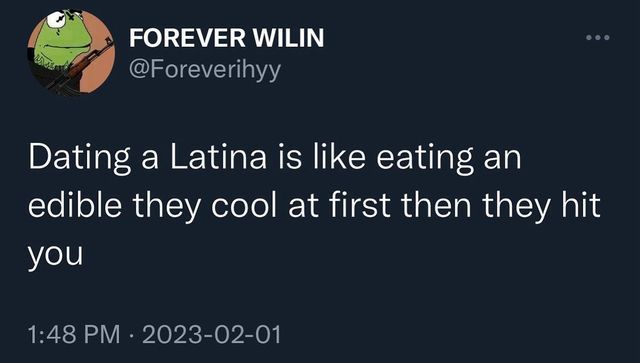 FOREVER WILIN
@Foreverihyy
Dating a Latina is like eating an
edible they cool at first then they hit
you
1:48 PM · 2023-02-01